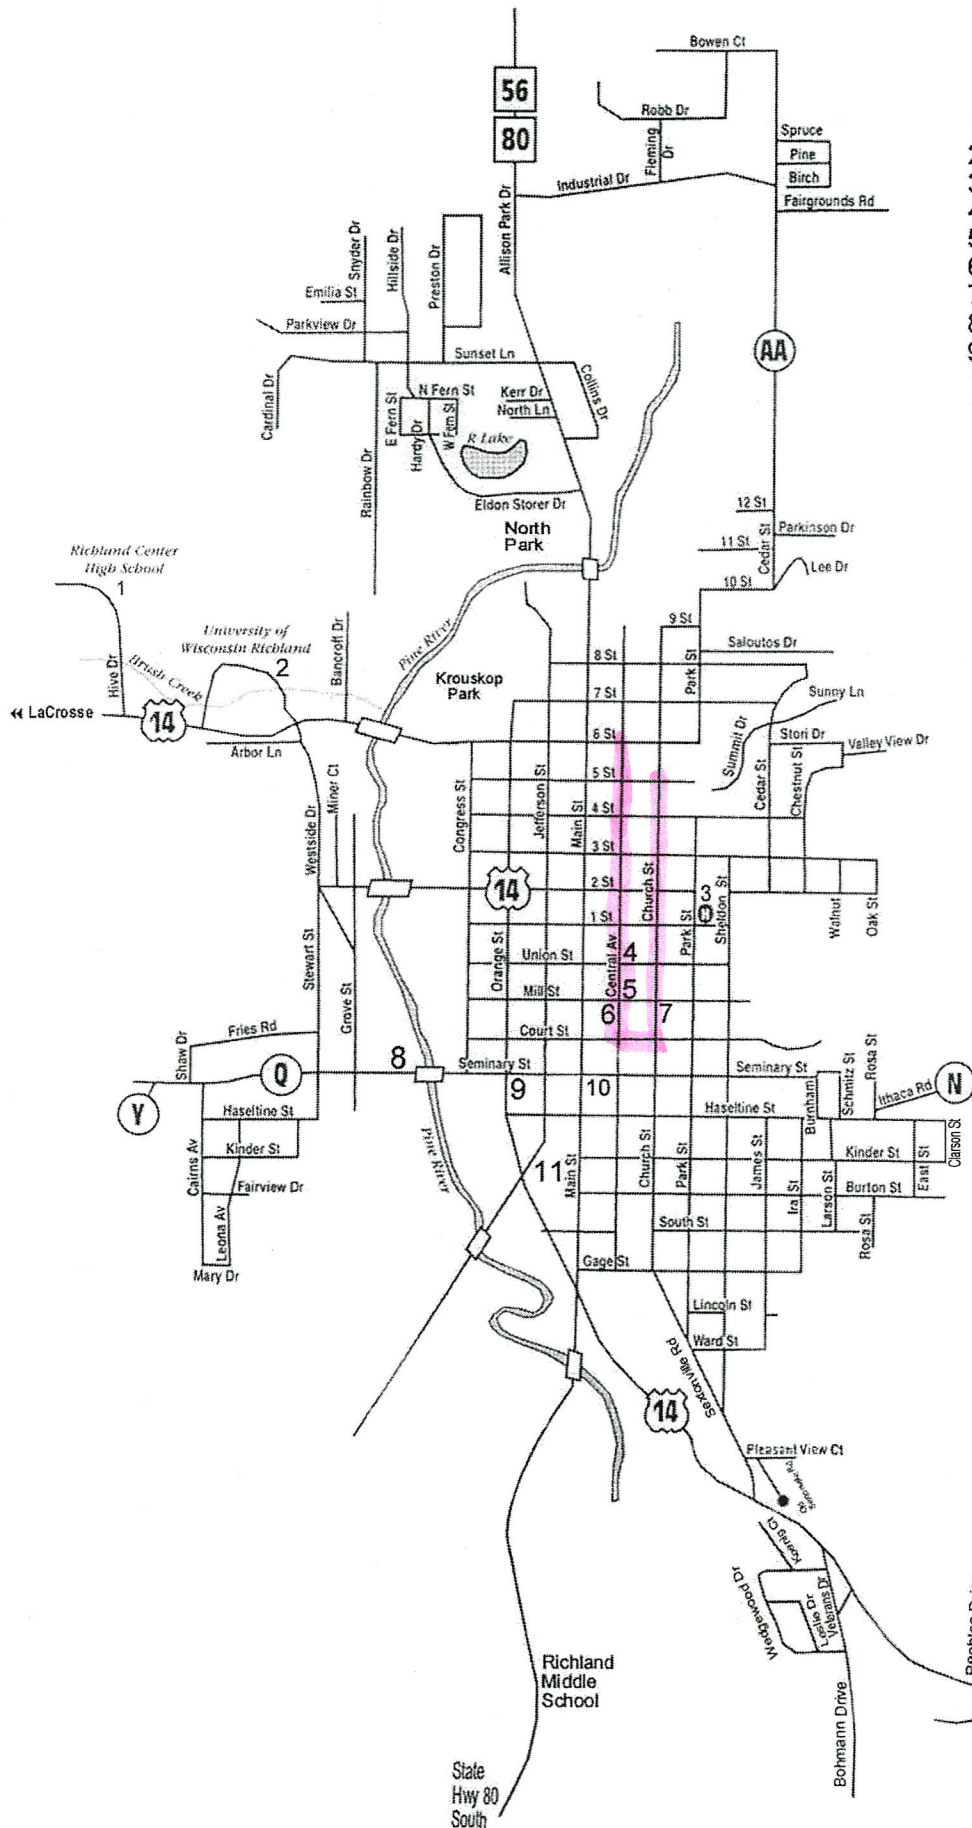 Bowen Ct
56
80
Robb Dr
Fleming Dr
Spruce
Pine
Birch
Industrial Dr
Fairgrounds Rd
Allison Park Dr
Snyder Dr
Hillside Dr
Preston Dr
Emilia St
Parkview Dr
Sunset Ln
AA
Cardinal Dr
N Fern St
E Fern St
Hardy Dr
W Fern St
Kerr Dr
North Ln
Collins Dr
R Lake
Rainbow Dr
Eldon Storer Dr
12 St
North
Park
Cedar St
Parkinson Dr
11 St
Richland Center
High School
1
10 St
Lee Dr
9 St
University of
Wisconsin Richland
2
Bancroft Dr
Pine River
Saloutos Dr
8 St
Park St
Hive Dr
Brush Creek
Krouskop
Park
7 St
Sunny Ln
LaCrosse
14
6 St
Summit Dr
Stori Dr
Valley View Dr
Arbor Ln
Miner Ct
Congress St
Jefferson St
5 St
Cedar St
Chestnut St
Main St
4 St
Westside Dr
3 St
14
2 St
Church St
3
Sheldon St
Walnut
Oak St
1 St
Park St
Stewart St
Orange St
Union St
Central Av
4
Grove St
Mill St
5
6
7
Fries Rd
Court St
Shaw Dr
Q
8
Seminary St
Seminary St
Schmitz St
Rosa St
N
Y
9
10
Burnham
Ithaca Rd
Haseltine St
Haseltine St
Clarson St
Cairns Av
Kinder St
Pine River
11
Main St
Church St
Park St
James St
Kinder St
East St
Fairview Dr
Ira St
Larson St
Burton St
Leona Av
South St
Rosa St
Mary Dr
Gage St
Lincoln St
Ward St
Sextonville Rd
14
Pleasant View Ct
Koenig Ct
Wedgewood Dr
Leslie Dr
Veterans Dr
Richland
Middle
School
Bohmann Drive
State
Hwy 80
South